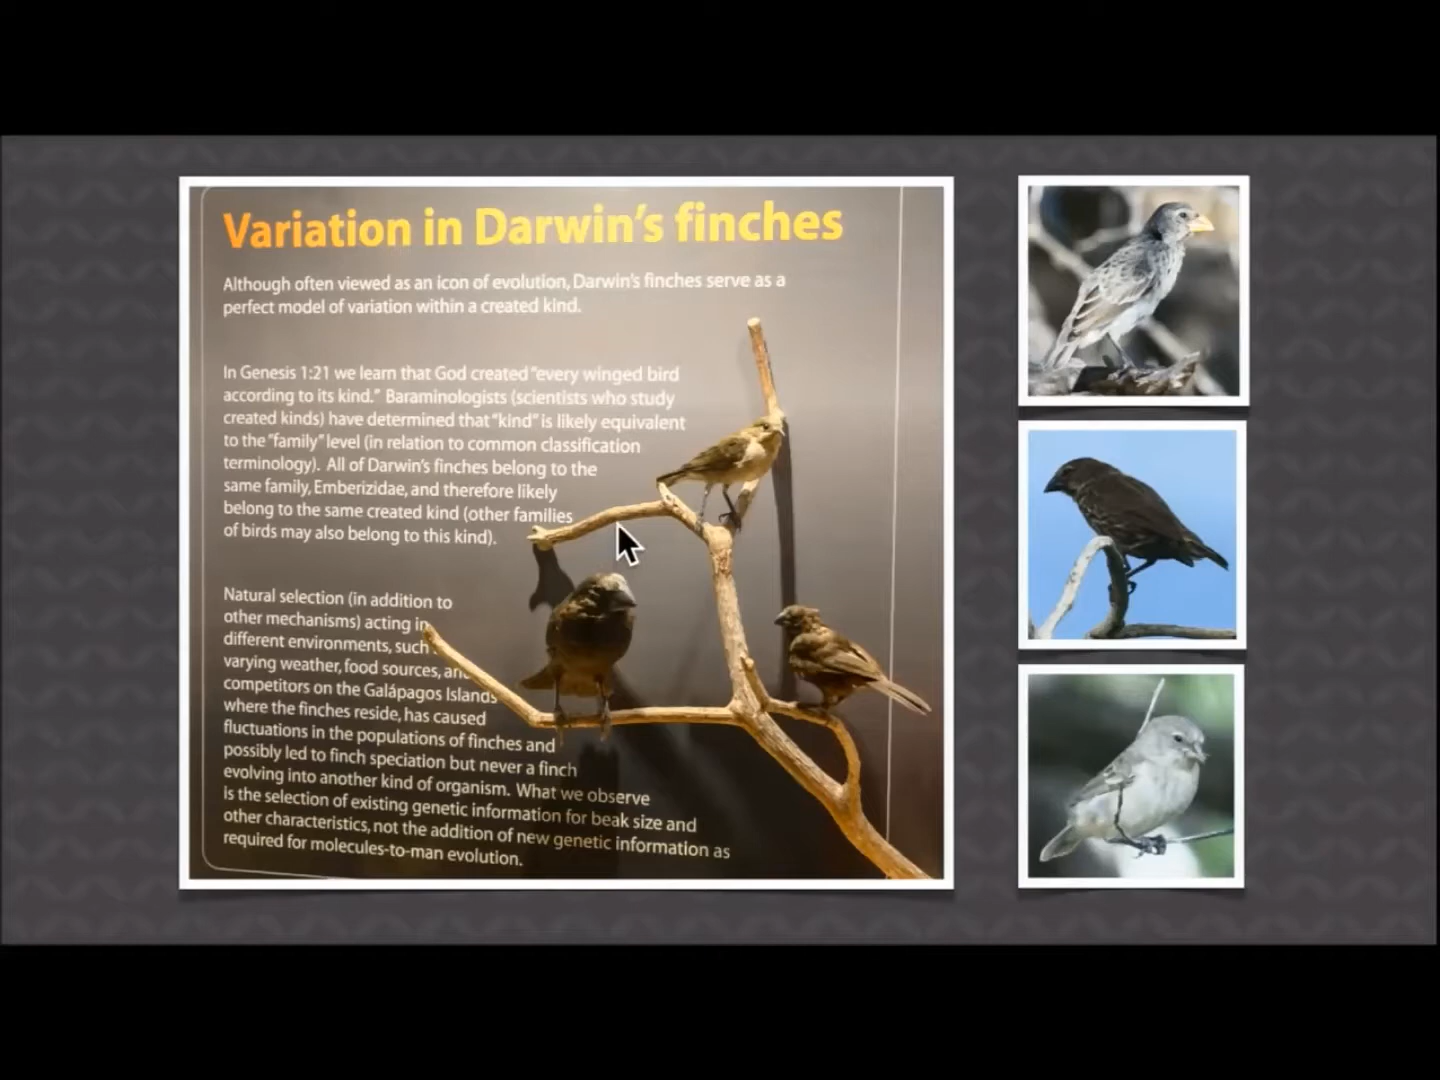 Variation in Darwin's finches
Although often viewed as an icon of evolution, Darwin's finches serve as a
perfect model of variation within a created kind.
In Genesis 1:21 we learn that God created "every winged bird
according to its kind." Baraminologists (scientists who study
created kinds) have determined that "kind" is likely equivalent
to the "family" level (in relation to common classification
terminology). All of Darwin's finches belong to the
same family, Emberizidae, and therefore likely
belong to the same created kind (other families
of birds may also belong to this kind).
Natural selection (in addition to
other mechanisms) acting in
different environments, such
varying weather, food sources, and
competitors on the Galápagos Islands
where the finches reside, has caused
fluctuations in the populations of finches and
possibly led to finch speciation but never a finch
evolving into another kind of organism. What we observe
is the selection of existing genetic information for beak size and
other characteristics, not the addition of new genetic information as
required for molecules-to-man evolution.